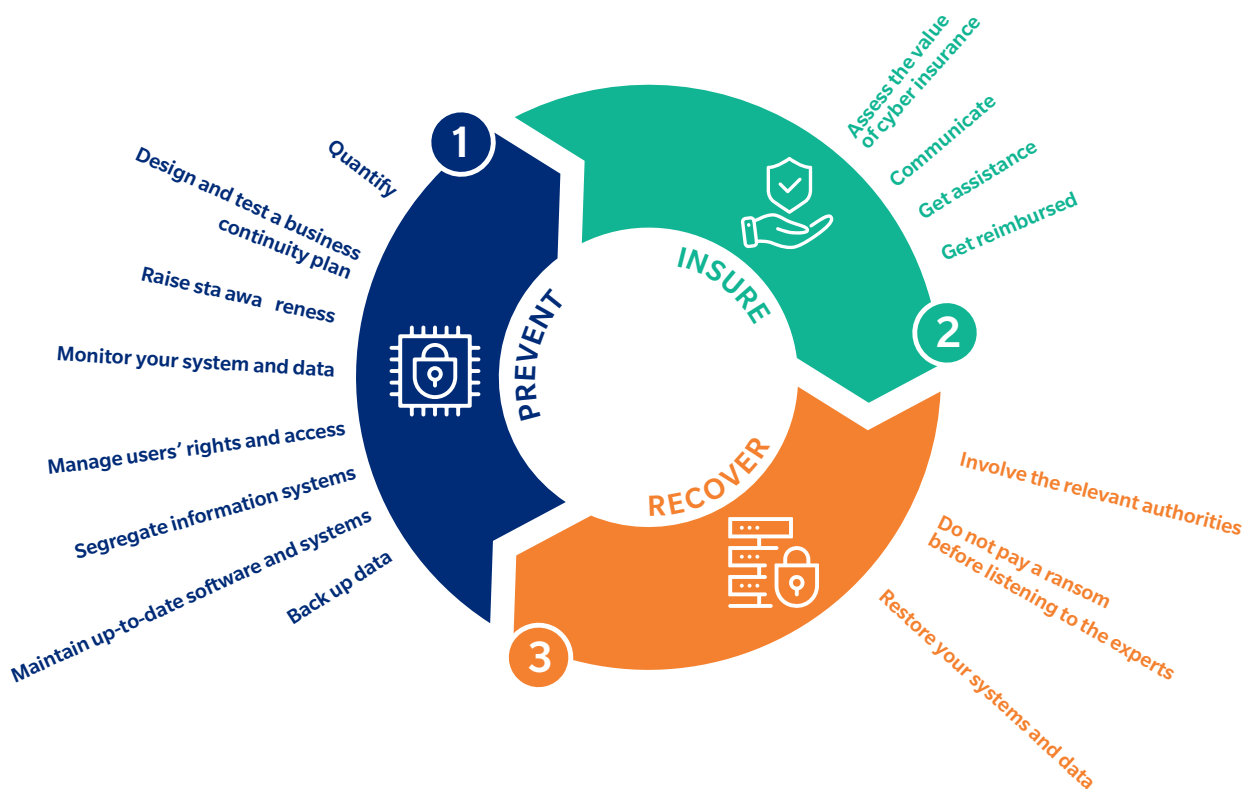 1
PREVENT
Quantify
Design and test a business
continuity plan
Raise sta awa reness
Monitor your system and data
Manage users’ rights and access
Segregate information systems
Maintain up-to-date software and systems
Back up data
2
INSURE
Assess the value
of cyber insurance
Communicate
Get assistance
Get reimbursed
3
RECOVER
Involve the relevant authorities
Do not pay a ransom
before listening to the experts
Restore your systems and data